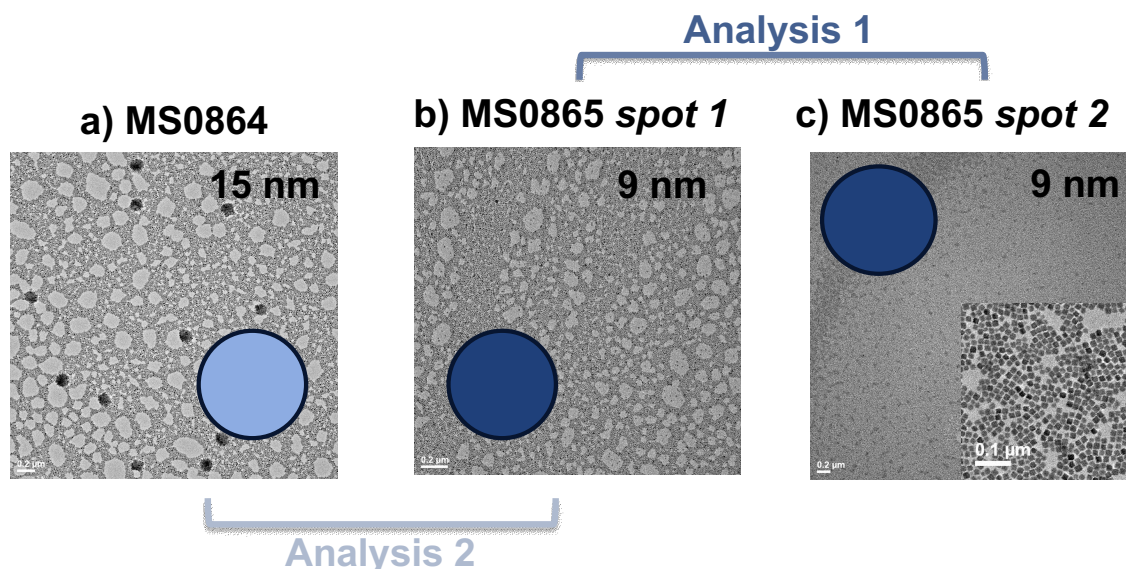 Analysis 1
a) MS0864
b) MS0865 spot 1
c) MS0865 spot 2
15 nm
9 nm
9 nm
0.2 µm
0.2 µm
0.2 µm
0.1 µm
Analysis 2